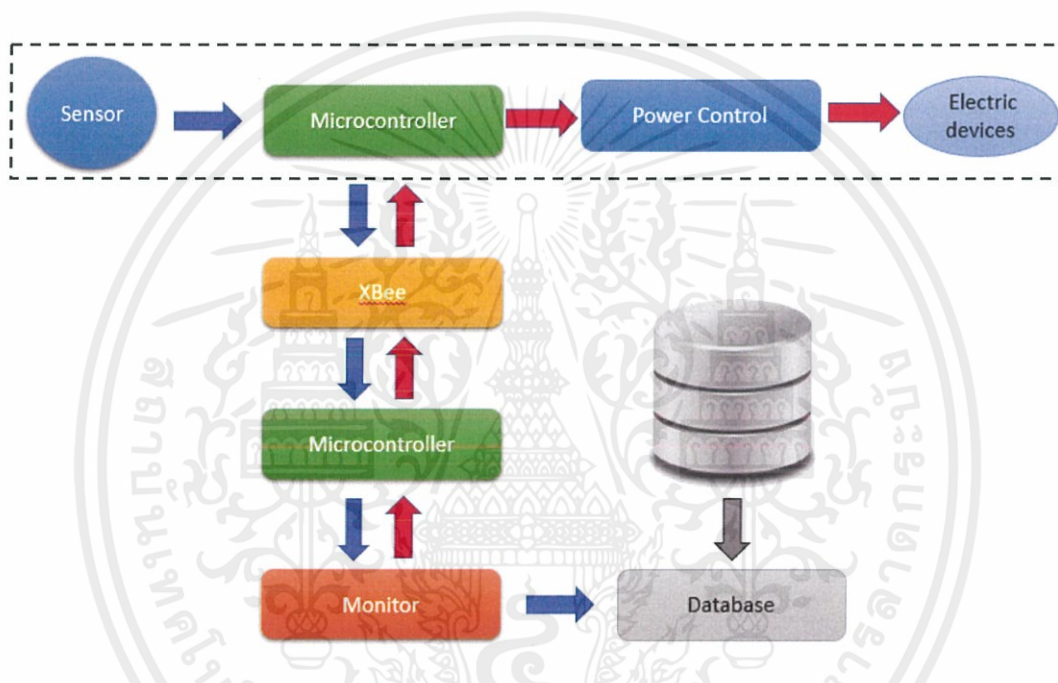 Sensor
Microcontroller
Power Control
Electric
devices
XBee
Microcontroller
Monitor
Database